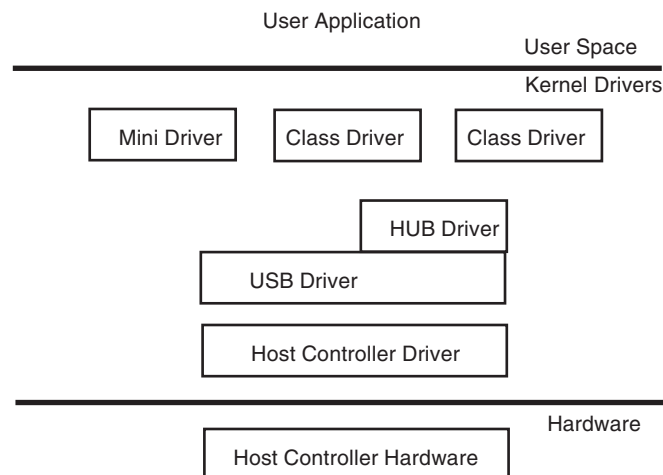 User Application
User Space
Kernel Drivers
Mini Driver
Class Driver
Class Driver
HUB Driver
USB Driver
Host Controller Driver
Hardware
Host Controller Hardware